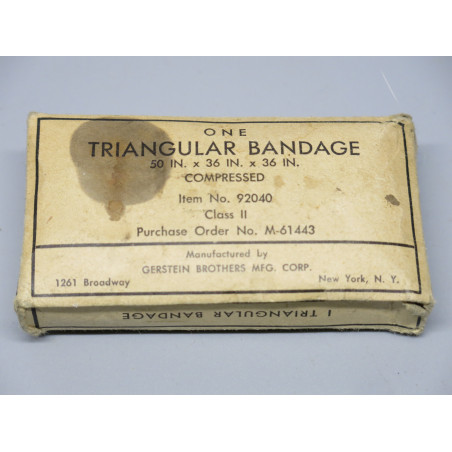 ONE
TRIANGULAR BANDAGE
50 IN. x 36 IN. x 36 IN.
COMPRESSED
Item No. 92040
Class II
Purchase Order No. M-61443
Manufactured by
GERSTEIN BROTHERS MFG. CORP.
1261 Broadway New York, N. Y.
1 TRIANGULAR BANDAGE